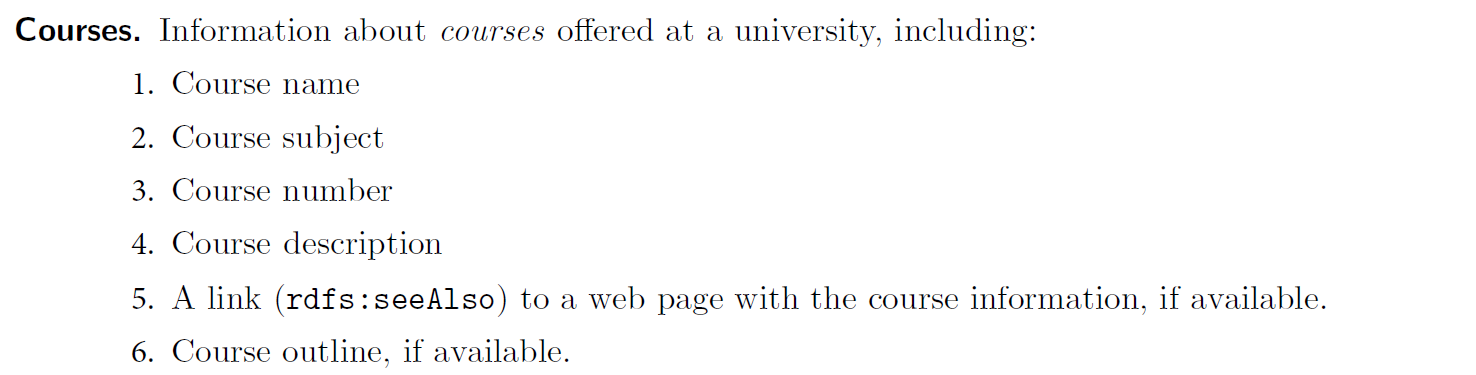 Courses. Information about courses offered at a university, including:
1. Course name
2. Course subject
3. Course number
4. Course description
5. A link (rdfs:seeAlso) to a web page with the course information, if available.
6. Course outline, if available.